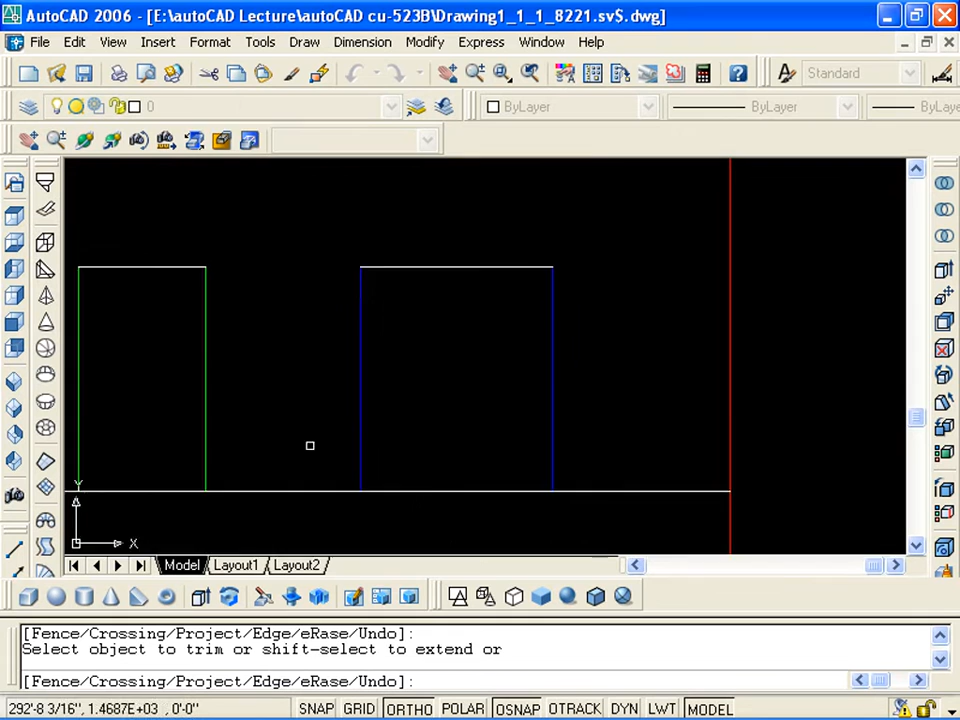 AutoCAD 2006 - [E:\autoCAD Lecture\autoCAD cu-523B\Drawing1_1_1_8221.sv$.dwg]
File Edit View Insert Format Tools Draw Dimension Modify Express Window Help
Standard
0 ByLayer ByLayer ByLaye
Y
X
Model Layout1 Layout2
[Fence/Crossing/Project/Edge/eRase/Undo]:
Select object to trim or shift-select to extend or
[Fence/Crossing/Project/Edge/eRase/Undo]:
292'-8 3/16", 1.4687E+03 , 0'-0" SNAP GRID ORTHO POLAR OSNAP OTRACK DYN LWT MODEL